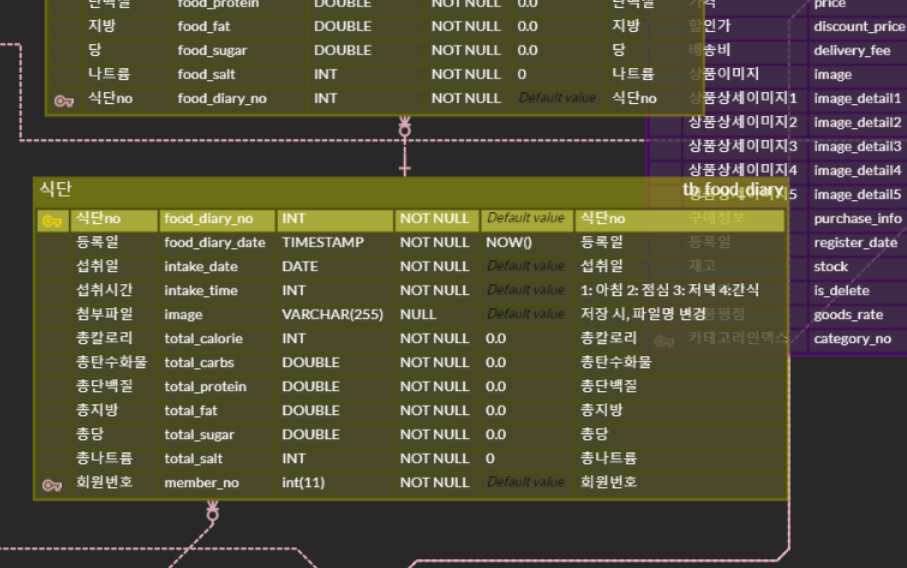 단백질 food_protein DOUBLE NOT NULL 0.0 단백질 가격 price
지방 food_fat DOUBLE NOT NULL 0.0 지방 할인가 discount_price
당 food_sugar DOUBLE NOT NULL 0.0 당 배송비 delivery_fee
나트륨 food_salt INT NOT NULL 0 나트륨 상품이미지 image
식단no food_diary_no INT NOT NULL Default value 식단no 상품상세이미지1 image_detail1
상품상세이미지2 image_detail2
상품상세이미지3 image_detail3
상품상세이미지4 image_detail4
식단 tb_food_diary 상품상세이미지5 image_detail5
식단no food_diary_no INT NOT NULL Default value 식단no 구매정보 purchase_info
등록일 food_diary_date TIMESTAMP NOT NULL NOW() 등록일 등록일 register_date
섭취일 intake_date DATE NOT NULL Default value 섭취일 재고 stock
섭취시간 intake_time INT NOT NULL Default value 1: 아침 2: 점심 3: 저녁 4:간식 is_delete
첨부파일 image VARCHAR(255) NULL Default value 저장 시, 파일명 변경 goods_rate
총칼로리 total_calorie INT NOT NULL 0.0 총칼로리 카테고리인덱스 category_no
총탄수화물 total_carbs DOUBLE NOT NULL 0.0 총탄수화물
총단백질 total_protein DOUBLE NOT NULL 0.0 총단백질
총지방 total_fat DOUBLE NOT NULL 0.0 총지방
총당 total_sugar DOUBLE NOT NULL 0.0 총당
총나트륨 total_salt INT NOT NULL 0 총나트륨
회원번호 member_no int(11) NOT NULL Default value 회원번호